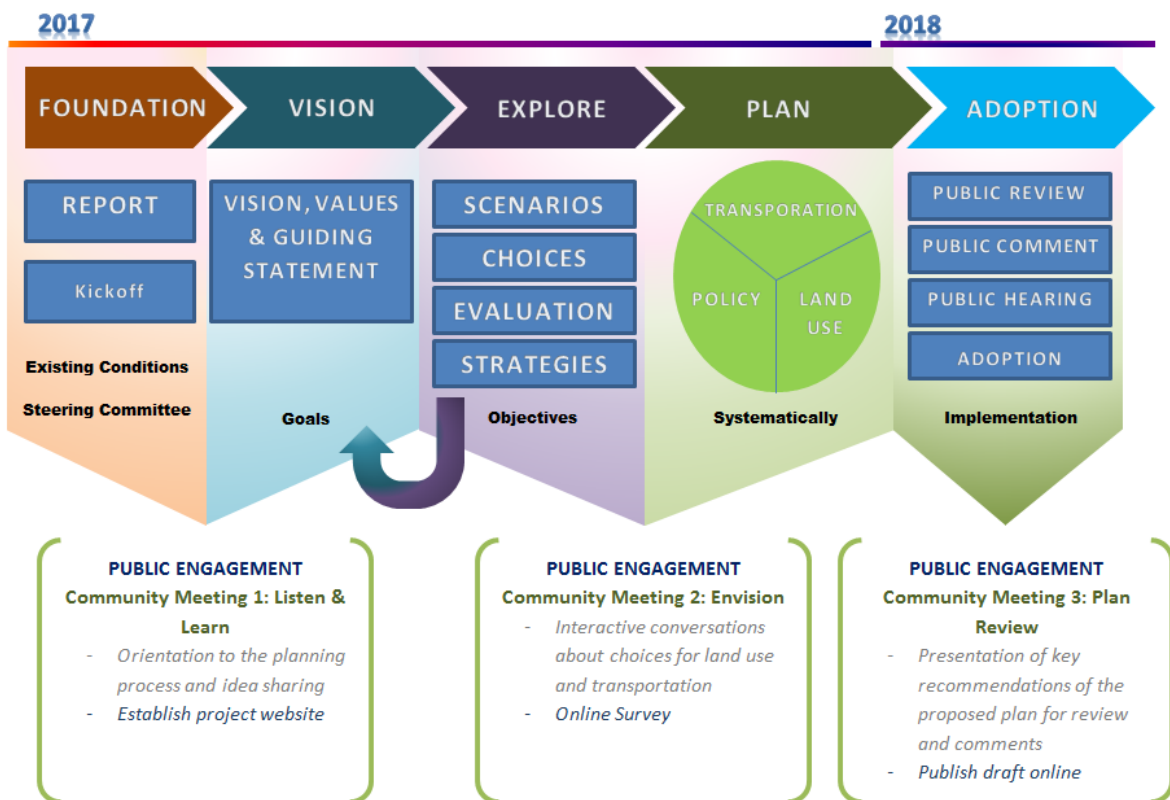 2017
2018
FOUNDATION
VISION
EXPLORE
PLAN
ADOPTION
REPORT
Kickoff
Existing Conditions
Steering Committee
VISION, VALUES
& GUIDING
STATEMENT
Goals
SCENARIOS
CHOICES
EVALUATION
STRATEGIES
Objectives
TRANSPORATION
POLICY
LAND
USE
Systematically
PUBLIC REVIEW
PUBLIC COMMENT
PUBLIC HEARING
ADOPTION
Implementation
PUBLIC ENGAGEMENT
Community Meeting 1: Listen &
Learn
- Orientation to the planning
process and idea sharing
- Establish project website
PUBLIC ENGAGEMENT
Community Meeting 2: Envision
- Interactive conversations
about choices for land use
and transportation
- Online Survey
PUBLIC ENGAGEMENT
Community Meeting 3: Plan
Review
- Presentation of key
recommendations of the
proposed plan for review
and comments
- Publish draft online